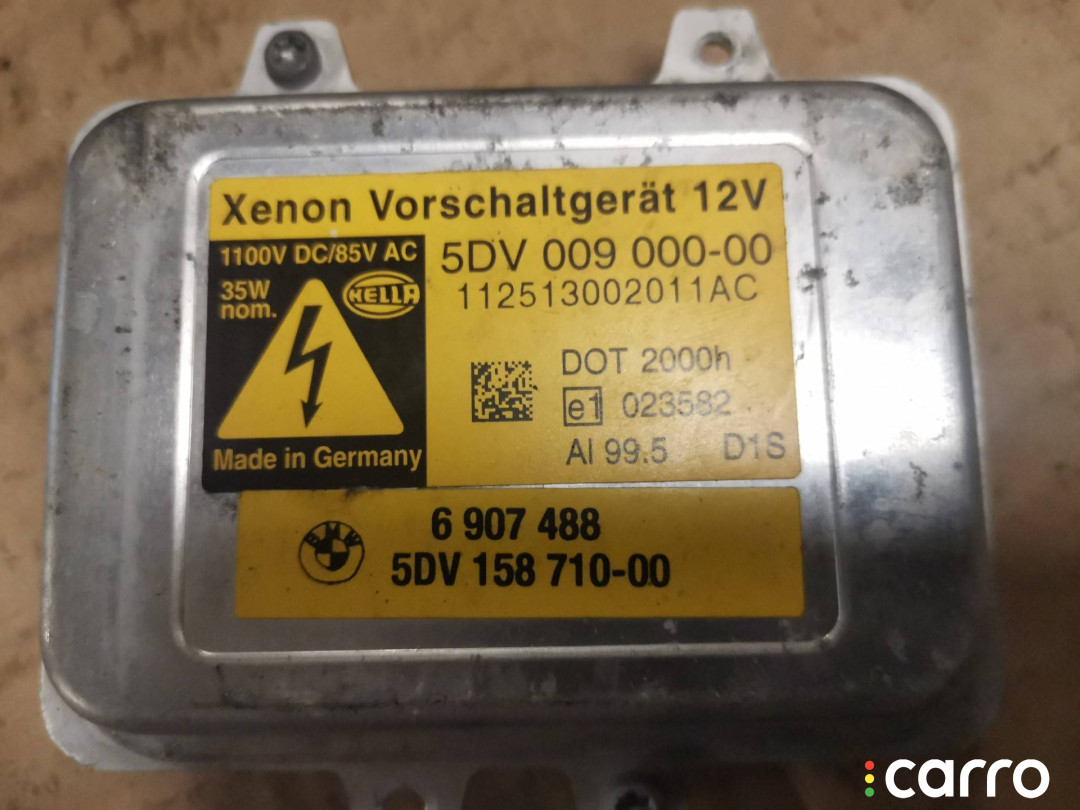 Xenon Vorschaltgerät 12V
1100V DC/85V AC
35W
nom.
HELLA
Made in Germany
5DV 009 000-00
112513002011AC
DOT 2000h
e1 023582
Al 99.5 D1S
BMW
6 907 488
5DV 158 710-00
carro